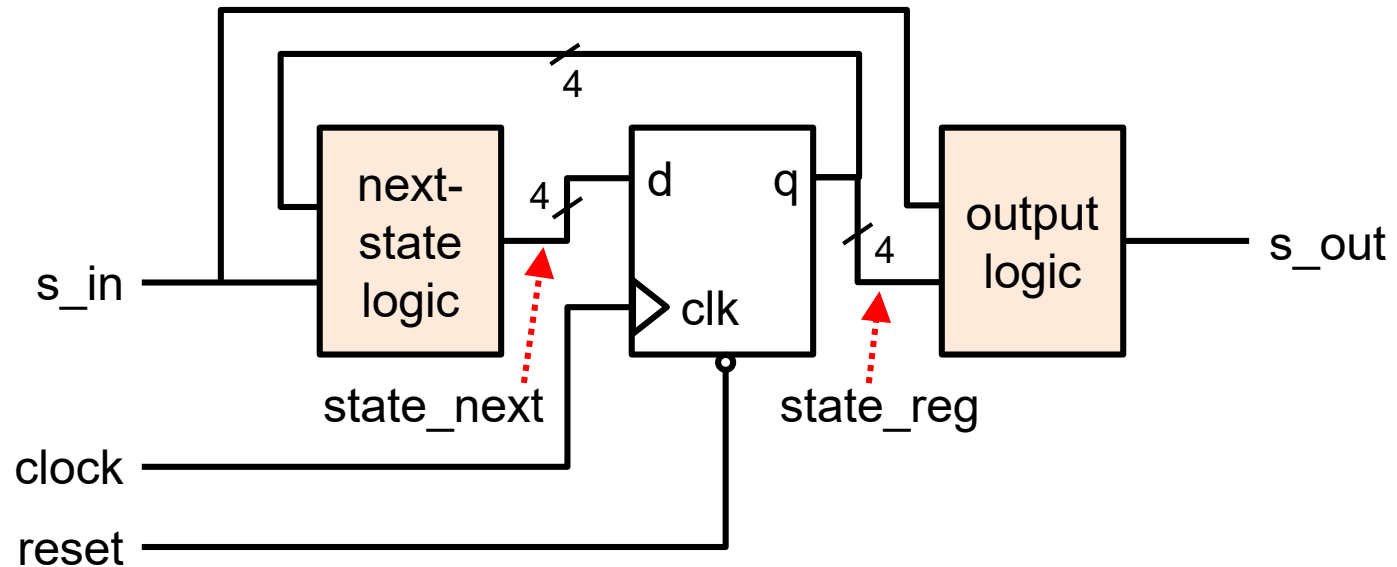 4
next-
state
logic
4
d
q
clk
4
output
logic
s_in
s_out
state_next
state_reg
clock
reset